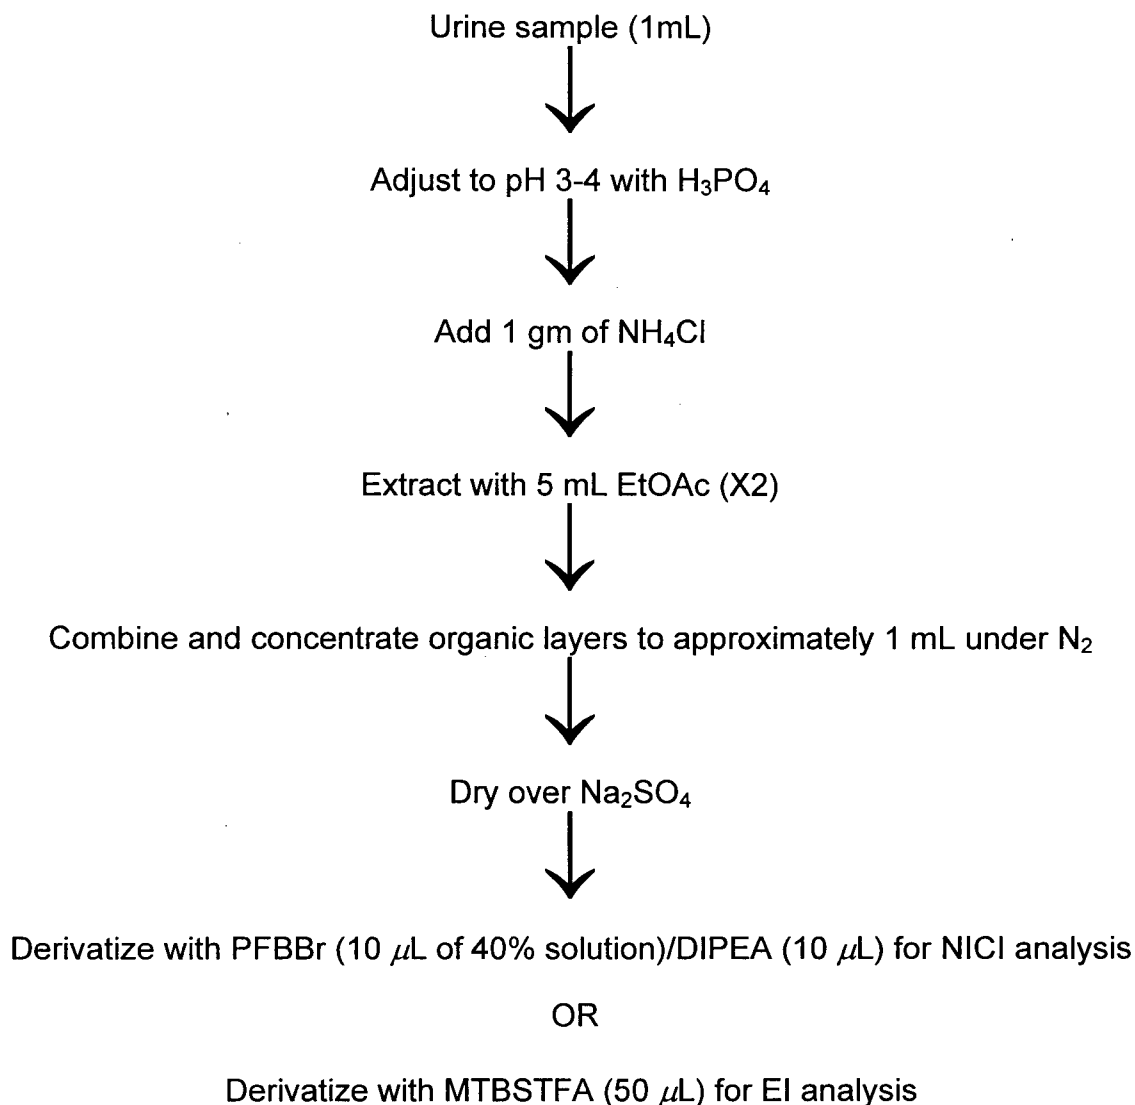 Urine sample (1mL)
Adjust to pH 3-4 with H₃PO₄
Add 1 gm of NH₄Cl
Extract with 5 mL EtOAc (X2)
Combine and concentrate organic layers to approximately 1 mL under N₂
Dry over Na₂SO₄
Derivatize with PFBBr (10 μL of 40% solution)/DIPEA (10 μL) for NICI analysis
OR
Derivatize with MTBSTFA (50 μL) for EI analysis